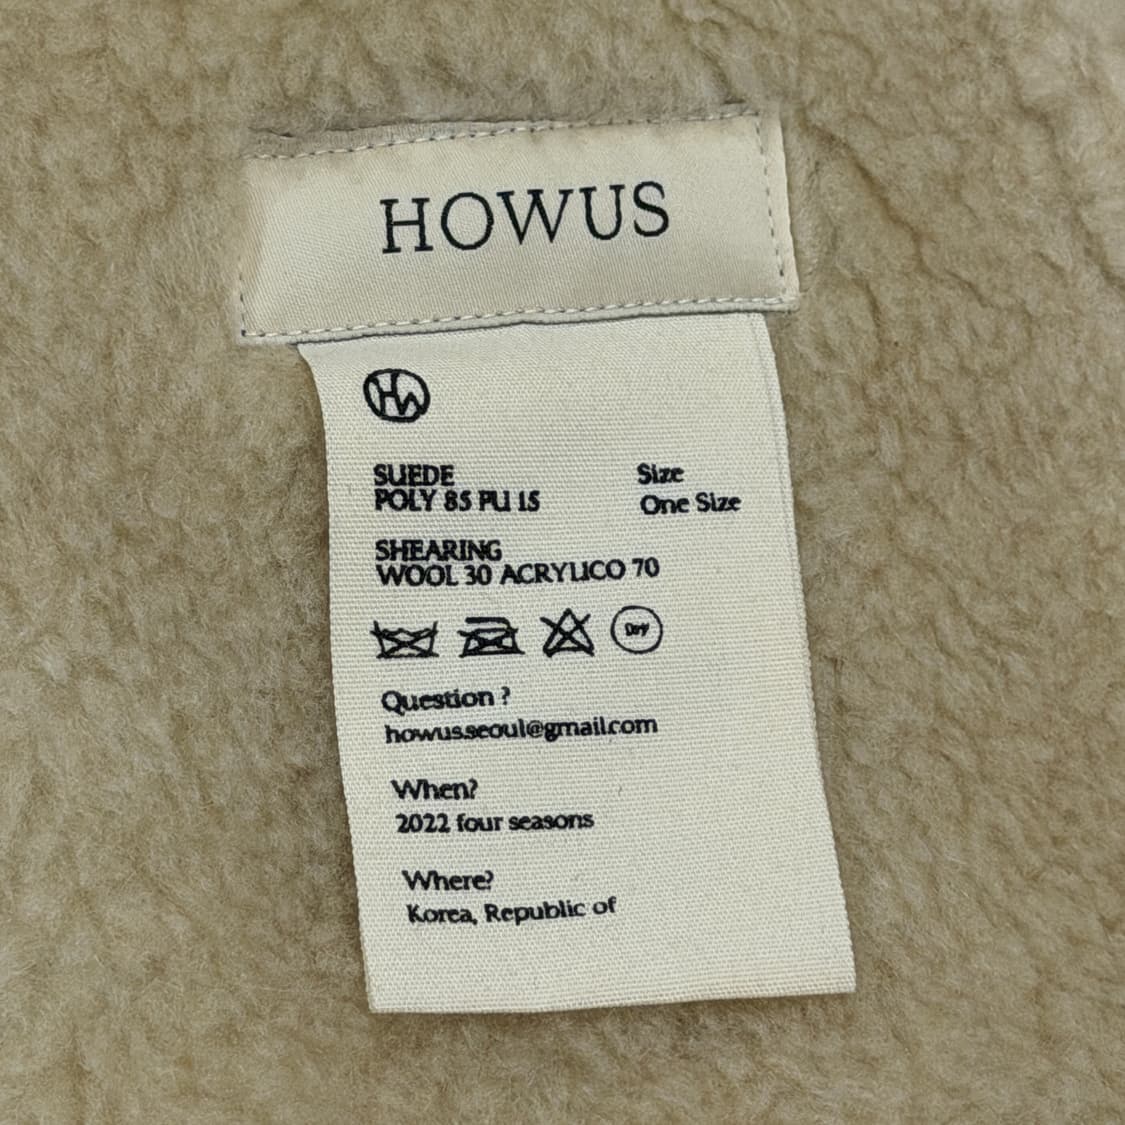 HOWUS
HW
SUEDE
POLY 85 PU 15
Size
One Size
SHEARING
WOOL 30 ACRYLICO 70
Dry
Question ?
howus.seoul@gmail.com
When?
2022 four seasons
Where?
Korea, Republic of